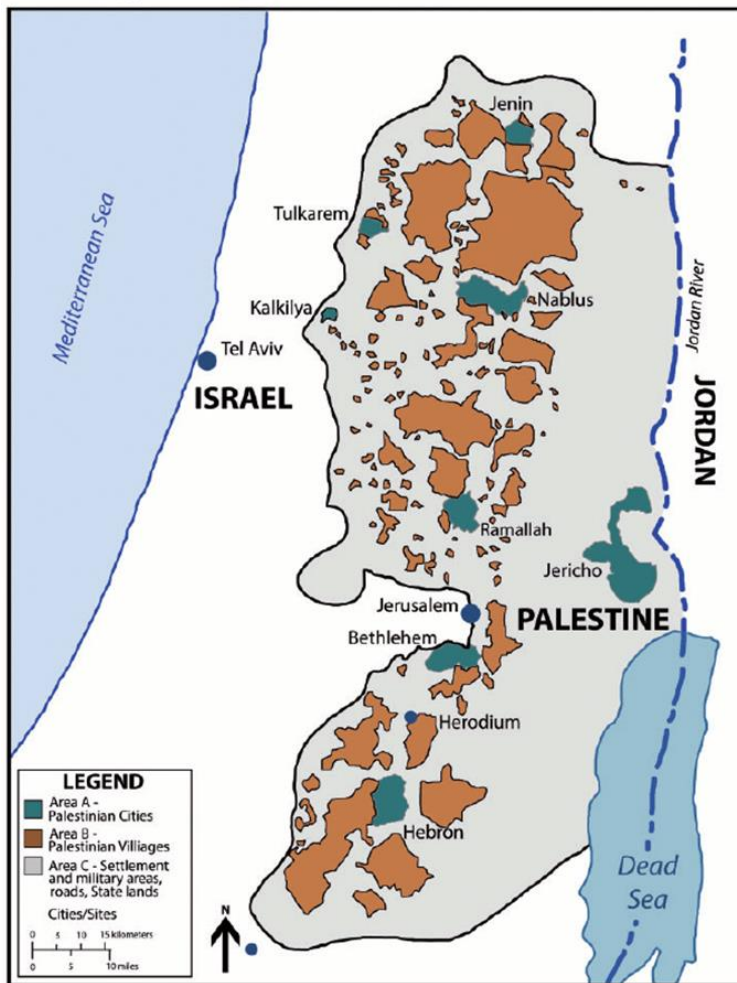 Jenin
Mediterranean Sea
Tulkarem
Kalkilya
Nablus
Jordan River
Tel Aviv
ISRAEL
JORDAN
Ramallah
Jericho
Jerusalem
PALESTINE
Bethlehem
Herodium
Hebron
Dead
Sea
LEGEND
Area A -
Palestinian Cities
Area B -
Palestinian Villiages
Area C - Settlement
and military areas,
roads, State lands
Cities/Sites
0 5 10 15 kilometers
0 5 10 miles
N